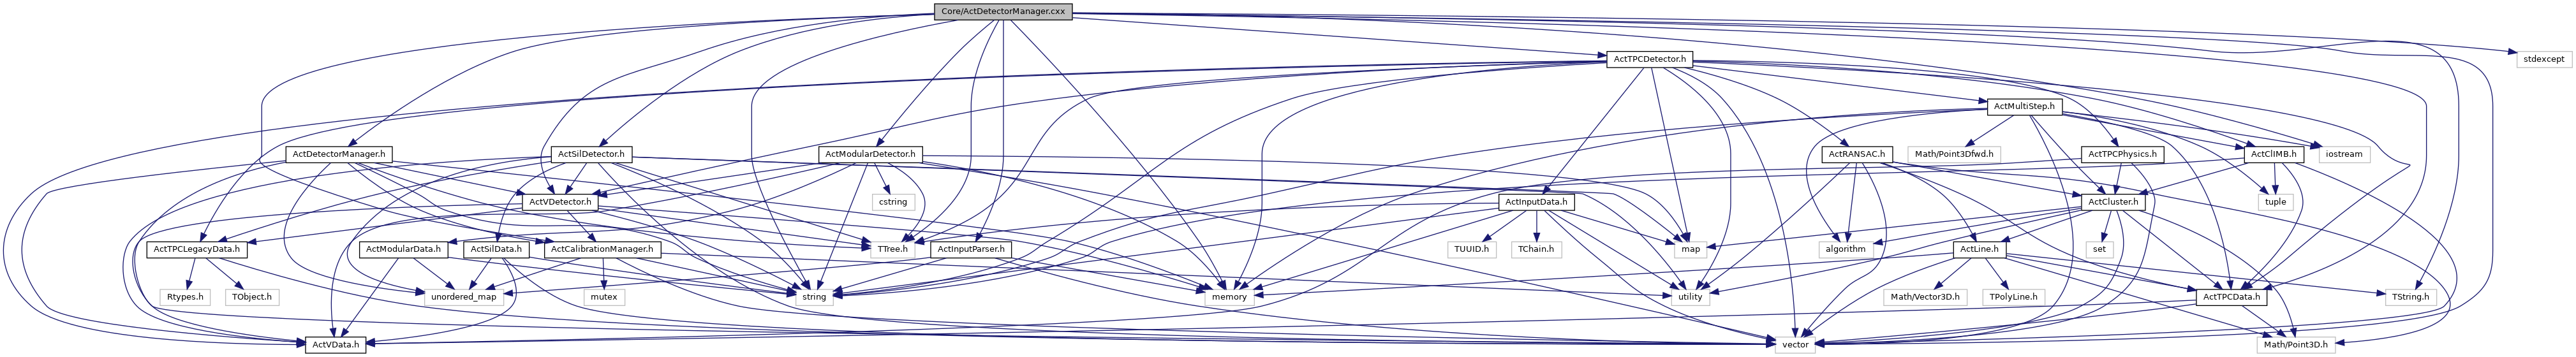 Core/ActDetectorManager.cxx
ActTPCDetector.h
stdexcept
ActMultiStep.h
ActDetectorManager.h
ActSilDetector.h
ActModularDetector.h
ActRANSAC.h
Math/Point3Dfwd.h
ActTPCPhysics.h
ActClIMB.h
iostream
ActVDetector.h
cstring
ActInputData.h
ActCluster.h
tuple
ActTPCLegacyData.h
ActModularData.h
ActSilData.h
ActCalibrationManager.h
TTree.h
ActInputParser.h
TUUID.h
TChain.h
map
algorithm
ActLine.h
set
Rtypes.h
TObject.h
unordered_map
mutex
string
memory
utility
Math/Vector3D.h
TPolyLine.h
ActTPCData.h
TString.h
ActVData.h
vector
Math/Point3D.h